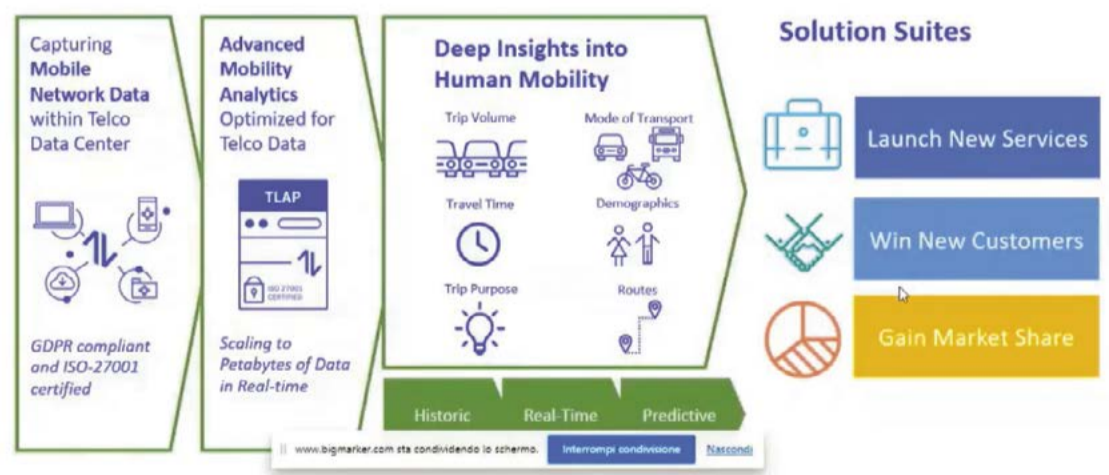 Capturing
Mobile
Network Data
within Telco
Data Center
GDPR compliant
and ISO-27001
certified
Advanced
Mobility
Analytics
Optimized for
Telco Data
TLAP
ISO 27001
CERTIFIED
Scaling to
Petabytes of Data
in Real-time
Deep Insights into
Human Mobility
Trip Volume
Mode of Transport
Travel Time
Demographics
Trip Purpose
Routes
Historic
Real-Time
Predictive
Solution Suites
Launch New Services
Win New Customers
Gain Market Share
www.bigmarker.com sta condividendo lo schermo.
Interrompi condivisione
Nascondi